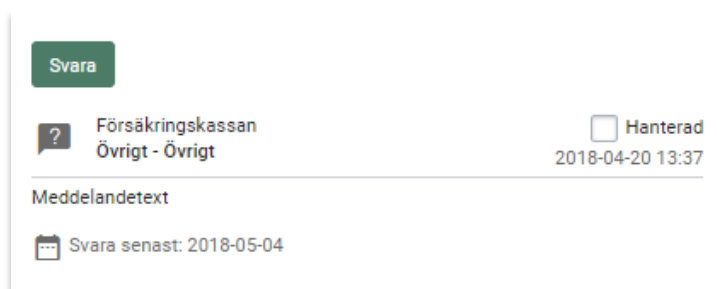 Svara
Försäkringskassan
Övrigt - Övrigt
Hanterad
2018-04-20 13:37
Meddelandetext
Svara senast: 2018-05-04